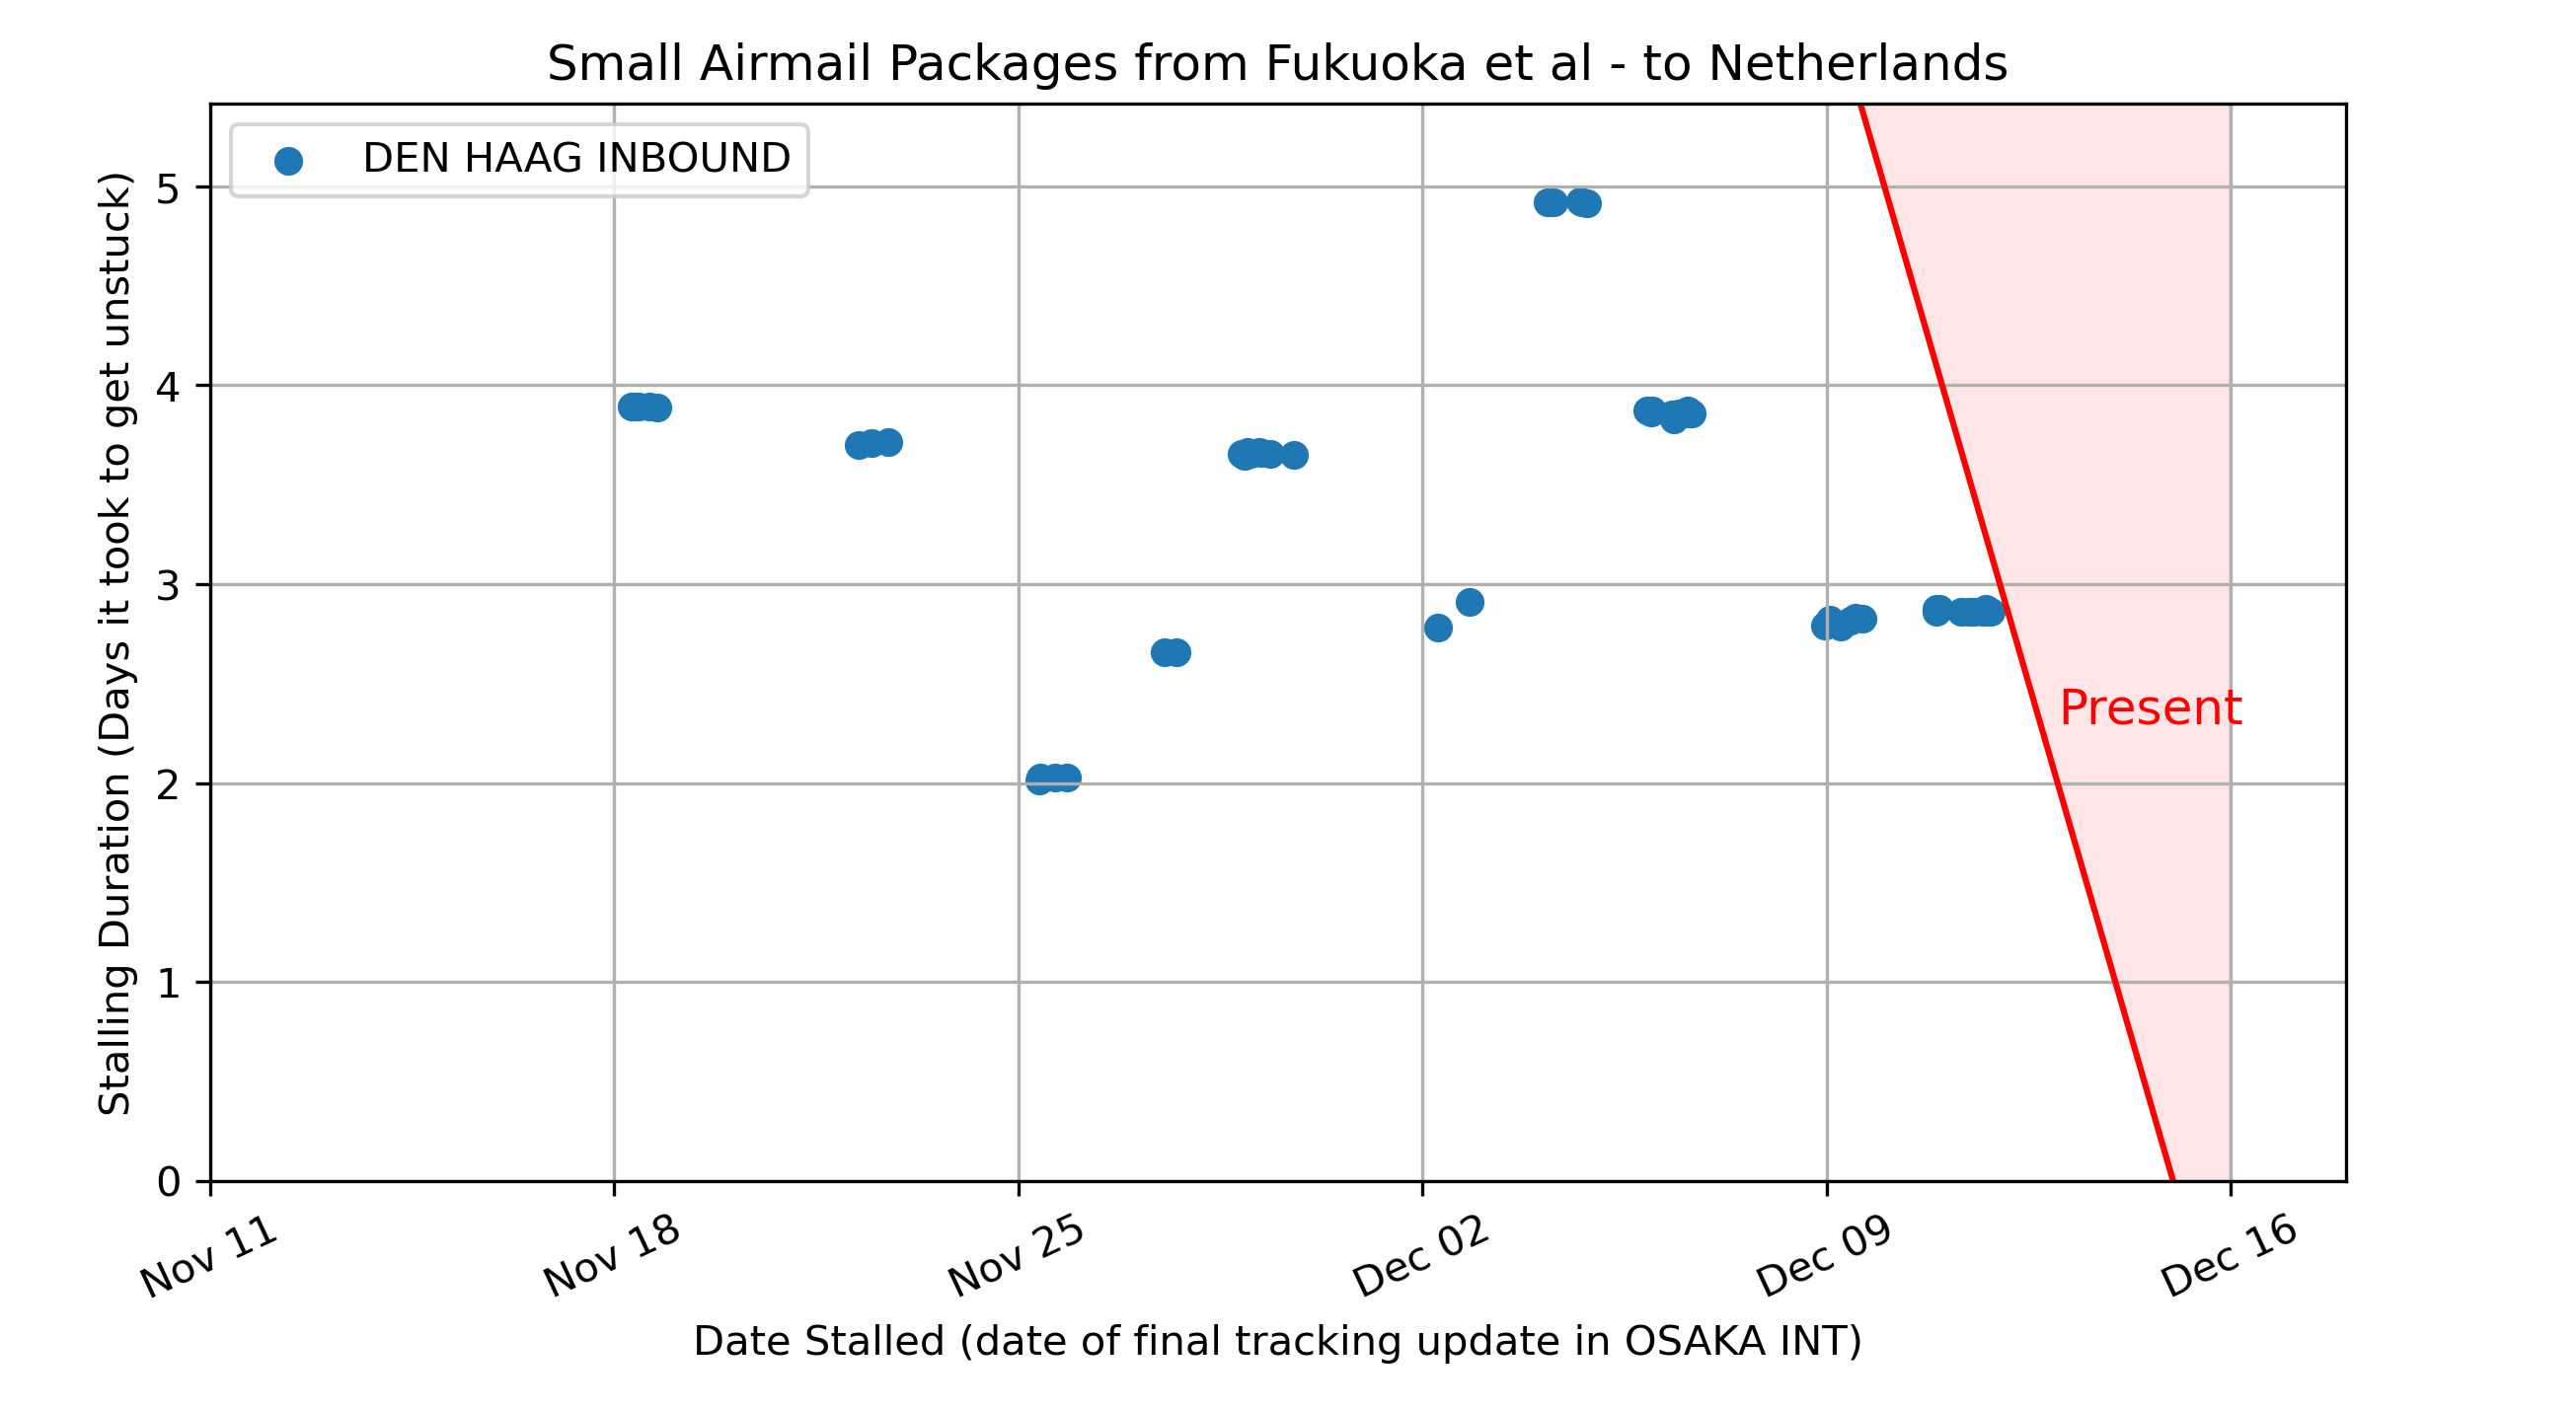 Small Airmail Packages from Fukuoka et al - to Netherlands
DEN HAAG INBOUND
Stalling Duration (Days it took to get unstuck)
5
4
3
2
1
0
Present
Nov 11
Nov 18
Nov 25
Dec 02
Dec 09
Dec 16
Date Stalled (date of final tracking update in OSAKA INT)